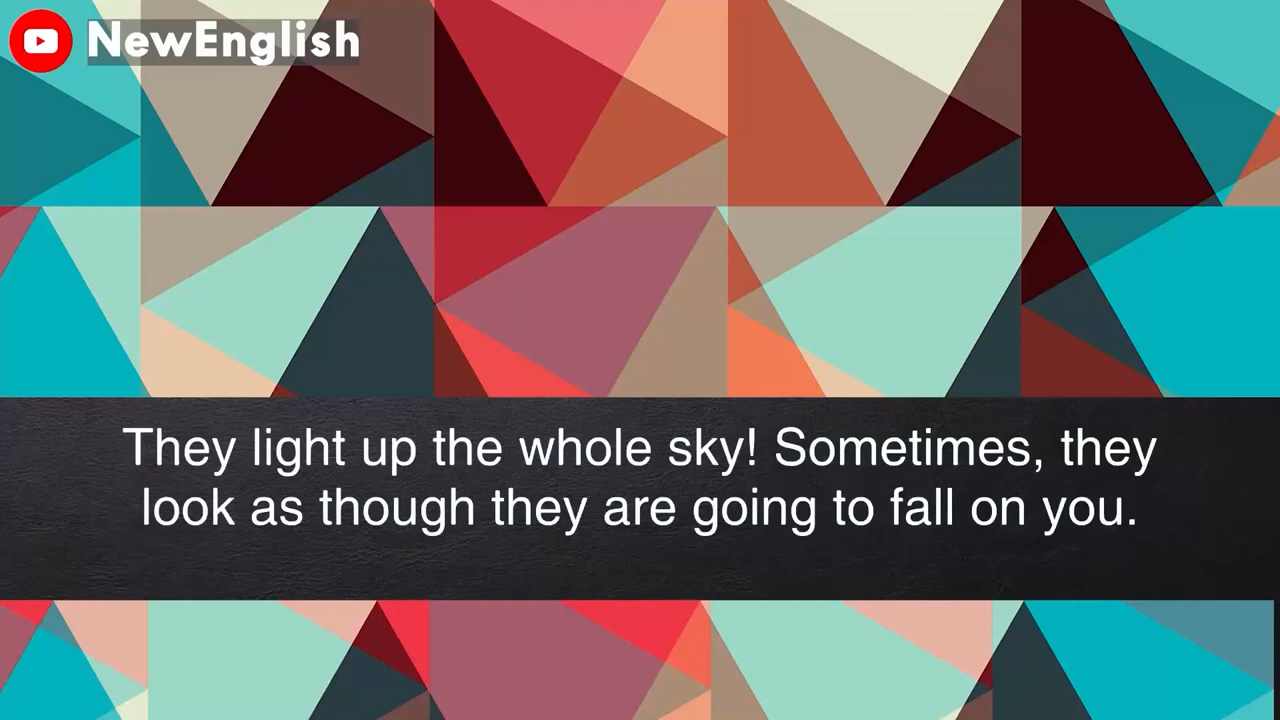 NewEnglish
They light up the whole sky! Sometimes, they
look as though they are going to fall on you.